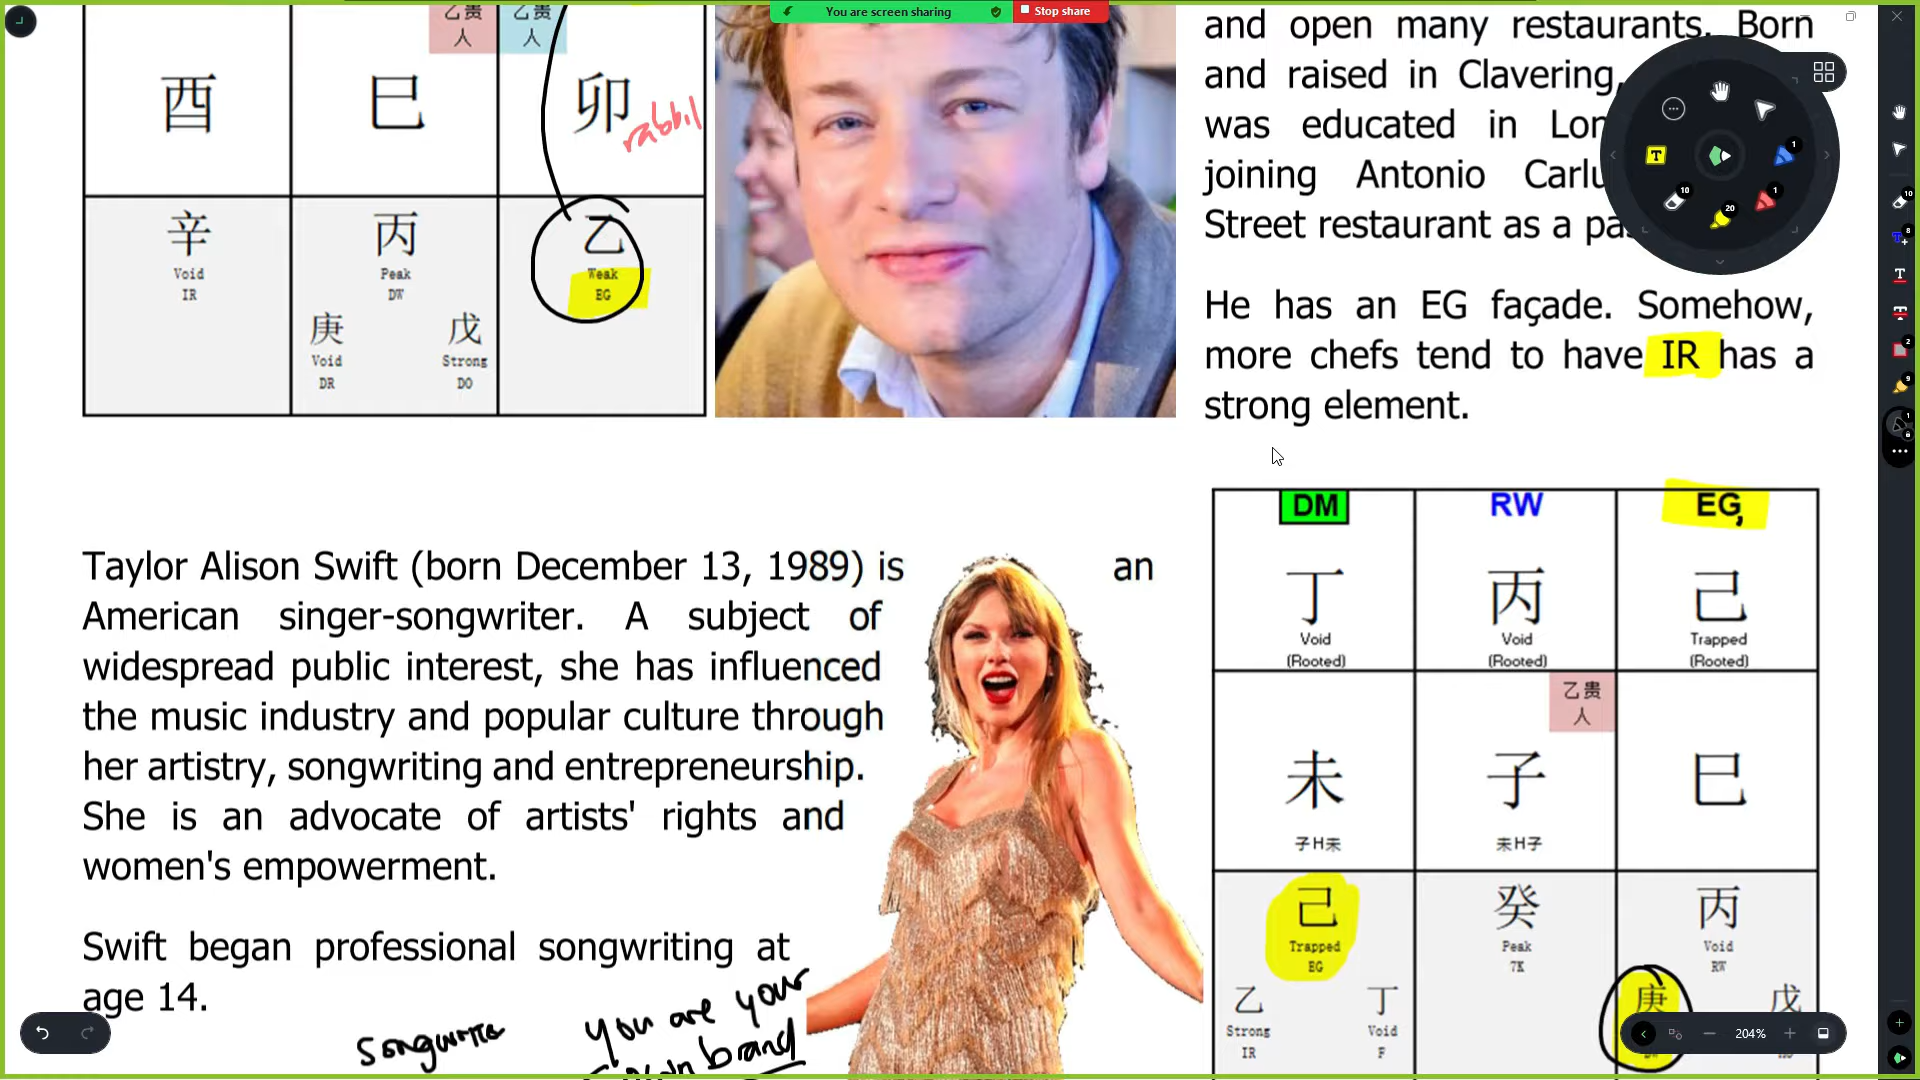 You are screen sharing
Stop share
乙贵
人
乙贵
人
酉
巳
卯
rabbit
辛
Void
IR
丙
Peak
DW
庚
Void
DR
戊
Strong
DO
乙
Weak
EG
and open many restaurants. Born
and raised in Clavering,
was educated in Lon
joining Antonio Carlu
Street restaurant as a pa
He has an EG façade. Somehow,
more chefs tend to have IR has a
strong element.
Taylor Alison Swift (born December 13, 1989) is an
American singer-songwriter. A subject of
widespread public interest, she has influenced
the music industry and popular culture through
her artistry, songwriting and entrepreneurship.
She is an advocate of artists' rights and
women's empowerment.
Swift began professional songwriting at
age 14.
songwrite
you are your
own brand
DM
RW
EG,
丁
Void
(Rooted)
丙
Void
(Rooted)
己
Trapped
(Rooted)
乙贵
人
未
子H未
子
未H子
巳
己
Trapped
EG
乙
Strong
IR
丁
Void
F
癸
Peak
7K
丙
Void
RW
庚
戊
204%